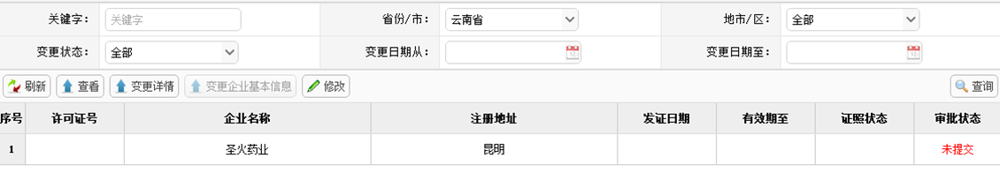 关键字： 关键字 省份/市： 云南省 地市/区： 全部
变更状态： 全部 变更日期从： 变更日期至：
刷新 查看 变更详情 变更企业基本信息 修改 查询
序号 许可证号 企业名称 注册地址 发证日期 有效期至 证照状态 审批状态
1 圣火药业 昆明 未提交